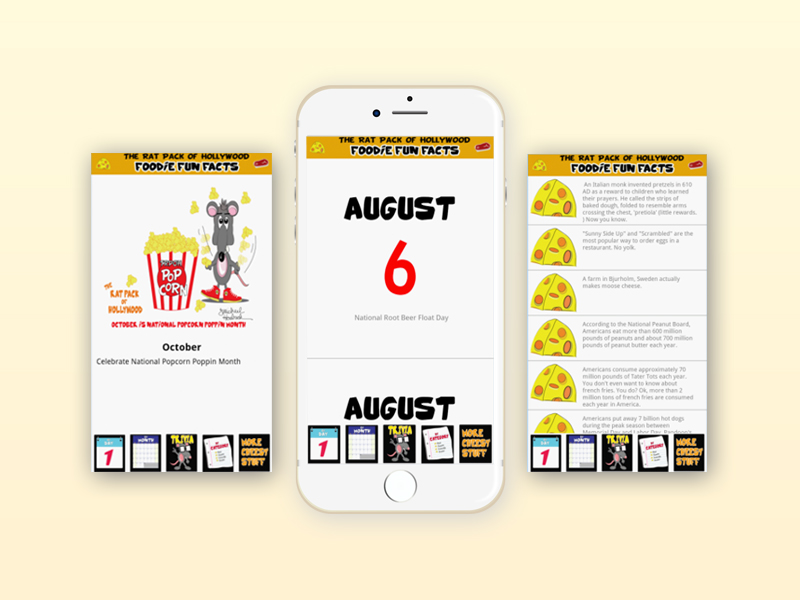 THE RAT PACK OF HOLLYWOOD
FOODIE FUN FACTS
POP
CORN
THE
RAT PACK
OF
HOLLYWOOD
OCTOBER IS NATIONAL POPCORN POPPIN MONTH
October
Celebrate National Popcorn Poppin Month
DAY
1
MONTH
TRIVIA
BY CATEGORY
MORE
CHEESY
STUFF
THE RAT PACK OF HOLLYWOOD
FOODIE FUN FACTS
AUGUST
6
National Root Beer Float Day
AUGUST
DAY
1
MONTH
TRIVIA
BY CATEGORY
MORE
CHEESY
STUFF
THE RAT PACK OF HOLLYWOOD
FOODIE FUN FACTS
An Italian monk invented pretzels in 610
AD as a reward to children who learned
their prayers. He called the strips of
baked dough, folded to resemble arms
crossing the chest, 'pretiola' (little rewards.
) Now you know.
"Sunny Side Up" and "Scrambled" are the
most popular way to order eggs in a
restaurant. No yolk.
A farm in Bjurholm, Sweden actually
makes moose cheese.
According to the National Peanut Board,
Americans eat more than 600 million
pounds of peanuts and about 700 million
pounds of peanut butter each year.
Americans consume approximately 70
million pounds of Tater Tots each year.
You don't even want to know about
french fries. You do? Ok, more than 2
million tons of french fries are consumed
each year in America.
Americans put away 7 billion hot dogs
during the peak season between
Memorial Day and Labor Day. Random's
DAY
1
MONTH
TRIVIA
BY CATEGORY
MORE
CHEESY
STUFF